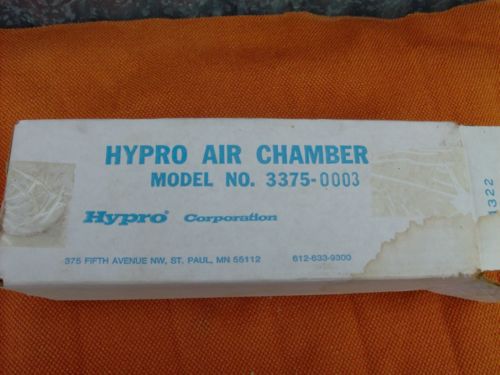 HYPRO AIR CHAMBER
MODEL NO. 3375-0003
Hypro® Corporation
375 FIFTH AVENUE NW, ST. PAUL, MN 55112 612-633-9300
1322